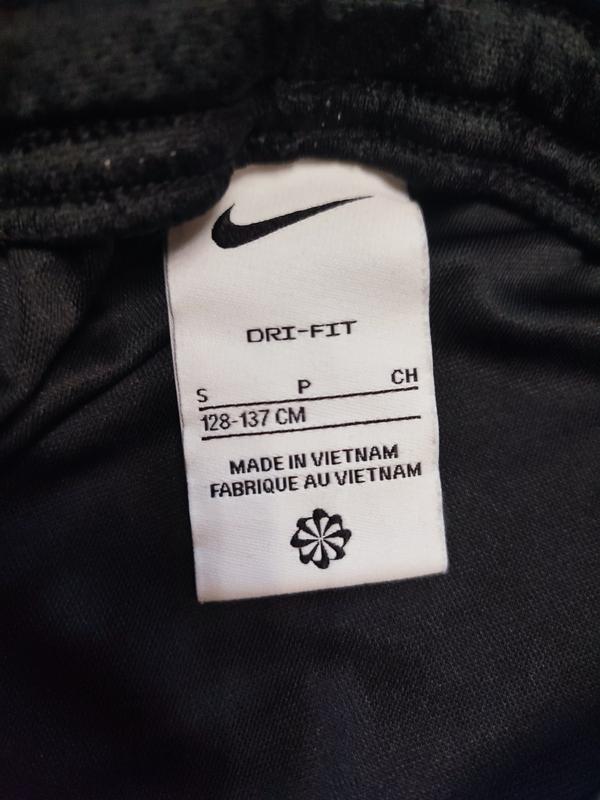 DRI-FIT
S P CH
128-137 CM
MADE IN VIETNAM
FABRIQUE AU VIETNAM